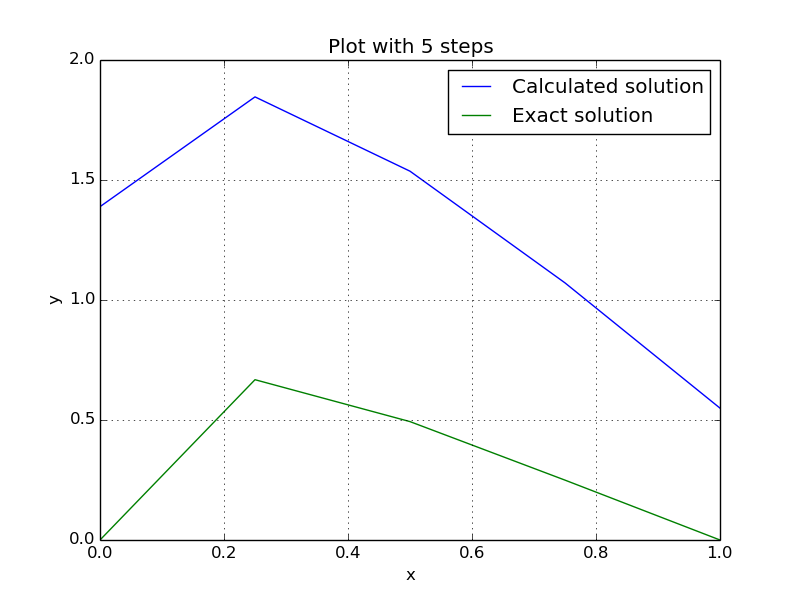 Plot with 5 steps
2.0
Calculated solution
Exact solution
1.5
1.0
y
0.5
0.0
0.0 0.2 0.4 0.6 0.8 1.0
x